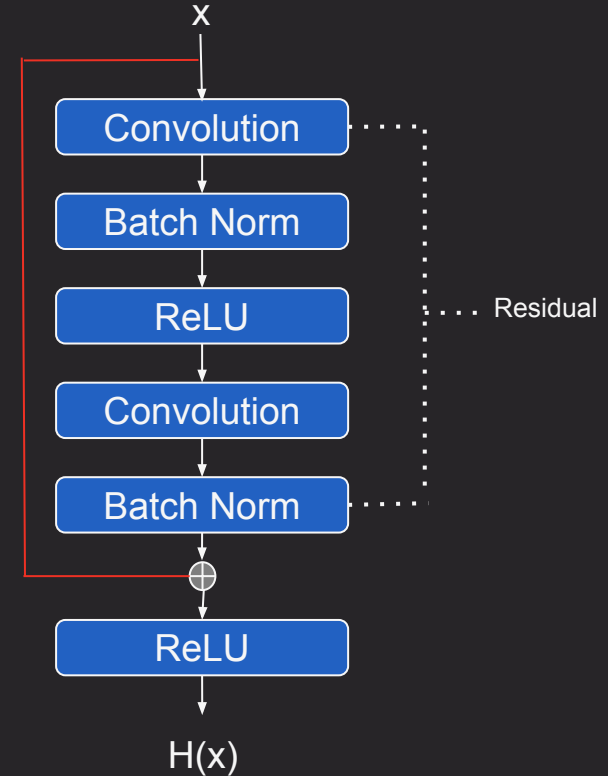 x
Convolution
Batch Norm
ReLU
Residual
Convolution
Batch Norm
ReLU
H(x)